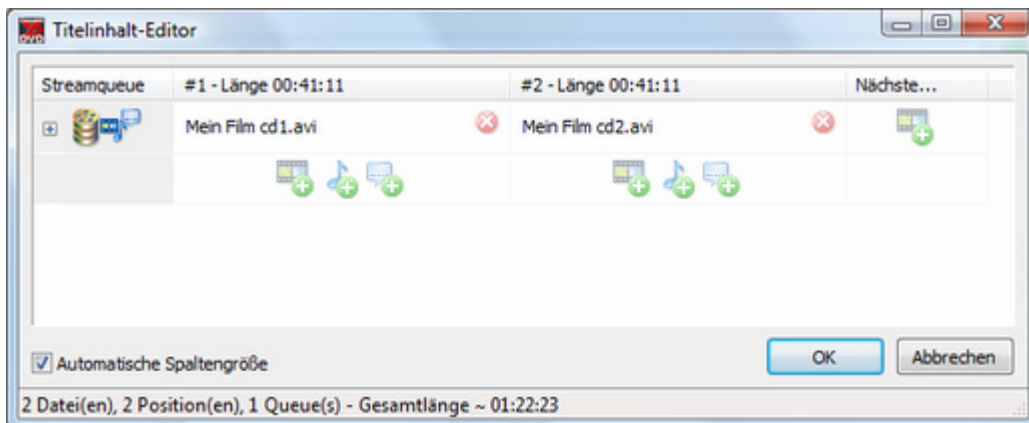 Titelinhalt-Editor
Streamqueue #1 - Länge 00:41:11 #2 - Länge 00:41:11 Nächste...
Mein Film cd1.avi Mein Film cd2.avi
Automatische Spaltengröße OK Abbrechen
2 Datei(en), 2 Position(en), 1 Queue(s) - Gesamtlänge ~ 01:22:23